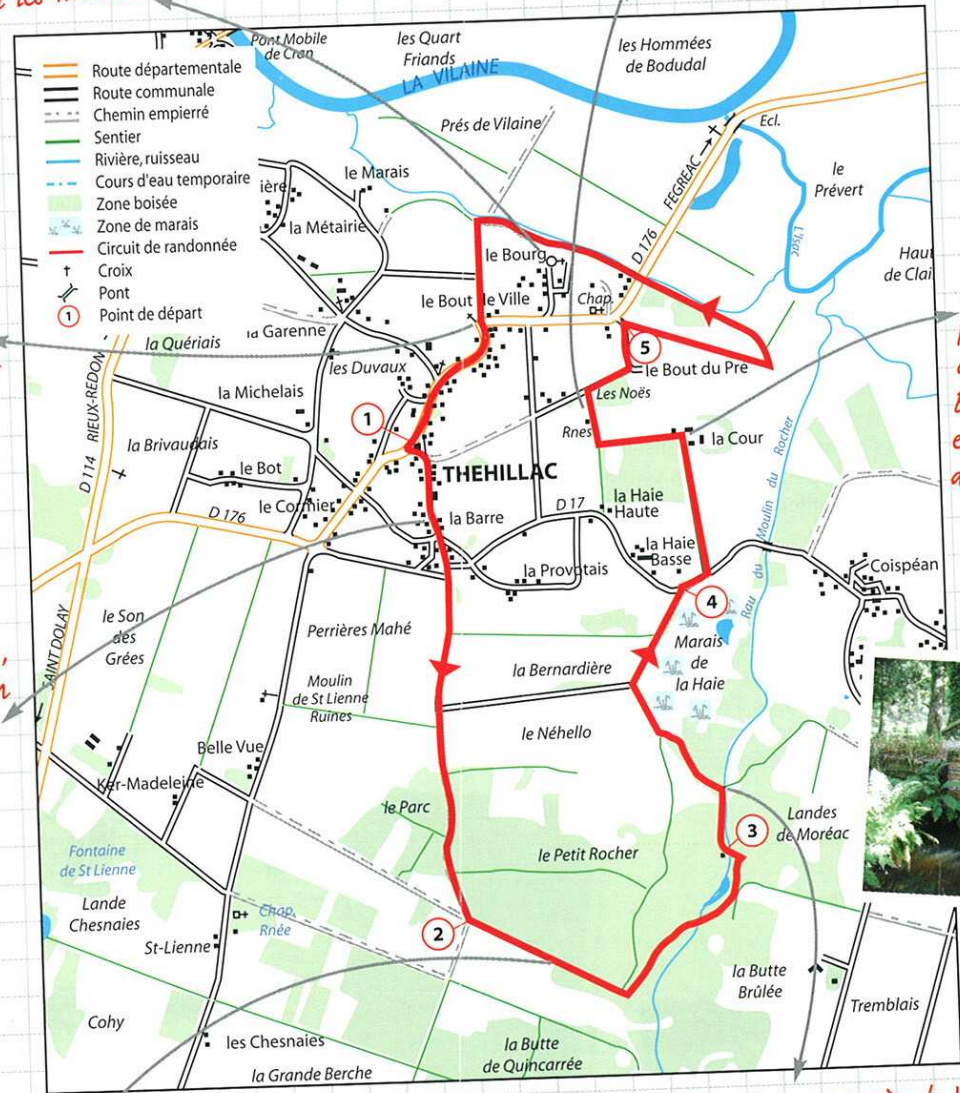 Pont Mobile
de Cran
les Quart
Friands
les Hommées
de Bodudal
LA VILAINE
Route départementale
Route communale
Chemin empierré
Sentier
Rivière, ruisseau
Cours d'eau temporaire
Zone boisée
Zone de marais
Circuit de randonnée
Croix
Pont
1 Point de départ
Prés de Vilaine
Ecl.
le
Prévert
FEGREAC
l'Isac
Haut
de Clai
le Marais
ière
la Métairie
le Bourg
D 176
le Bout le Ville
Chap.
la Garenne
la Quériais
les Duvaux
5
le Bout du Pre
Les Noës
RIEUX-REDON
D 114
la Michelais
1
Rnes
la Cour
la Brivaudais
le Bot
THEHILLAC
la Haie
Haute
le Cormier
D 176
la Barre
D 17
la Haie
Basse
Rau du Moulin du Rocher
la Provotais
Coispéan
4
SAINT DOLAY
le Son
des
Grées
Perrières Mahé
Marais
de
la Haie
la Bernardière
Moulin
de St Lienne
Ruines
le Néhello
Belle Vue
Ker-Madeleine
le Parc
Landes
de Moréac
3
le Petit Rocher
Fontaine
de St Lienne
Lande
Chesnaies
Chap.
Rnée
2
St-Lienne
la Butte
Brûlée
Tremblais
Cohy
les Chesnaies
la Butte
de Quincarrée
la Grande Berche